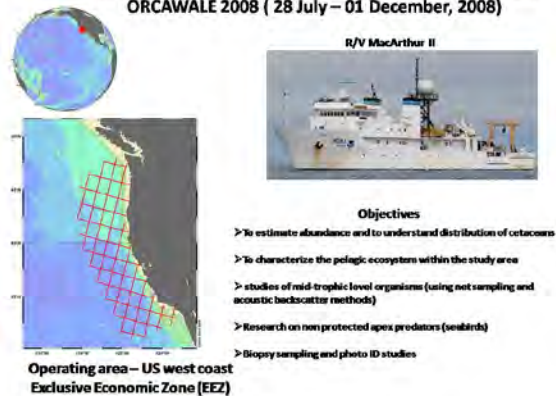 ORCAWALE 2008 ( 28 July – 01 December, 2008)
R/V MacArthur II
Objectives
➢To estimate abundance and to understand distribution of cetaceans
➢To characterize the pelagic ecosystem within the study area
➢ studies of mid-trophic level organisms (using net sampling and
acoustic backscatter methods)
➢Research on non protected apex predators (seabirds)
➢Biopsy sampling and photo ID studies
Operating area – US west coast
Exclusive Economic Zone (EEZ)